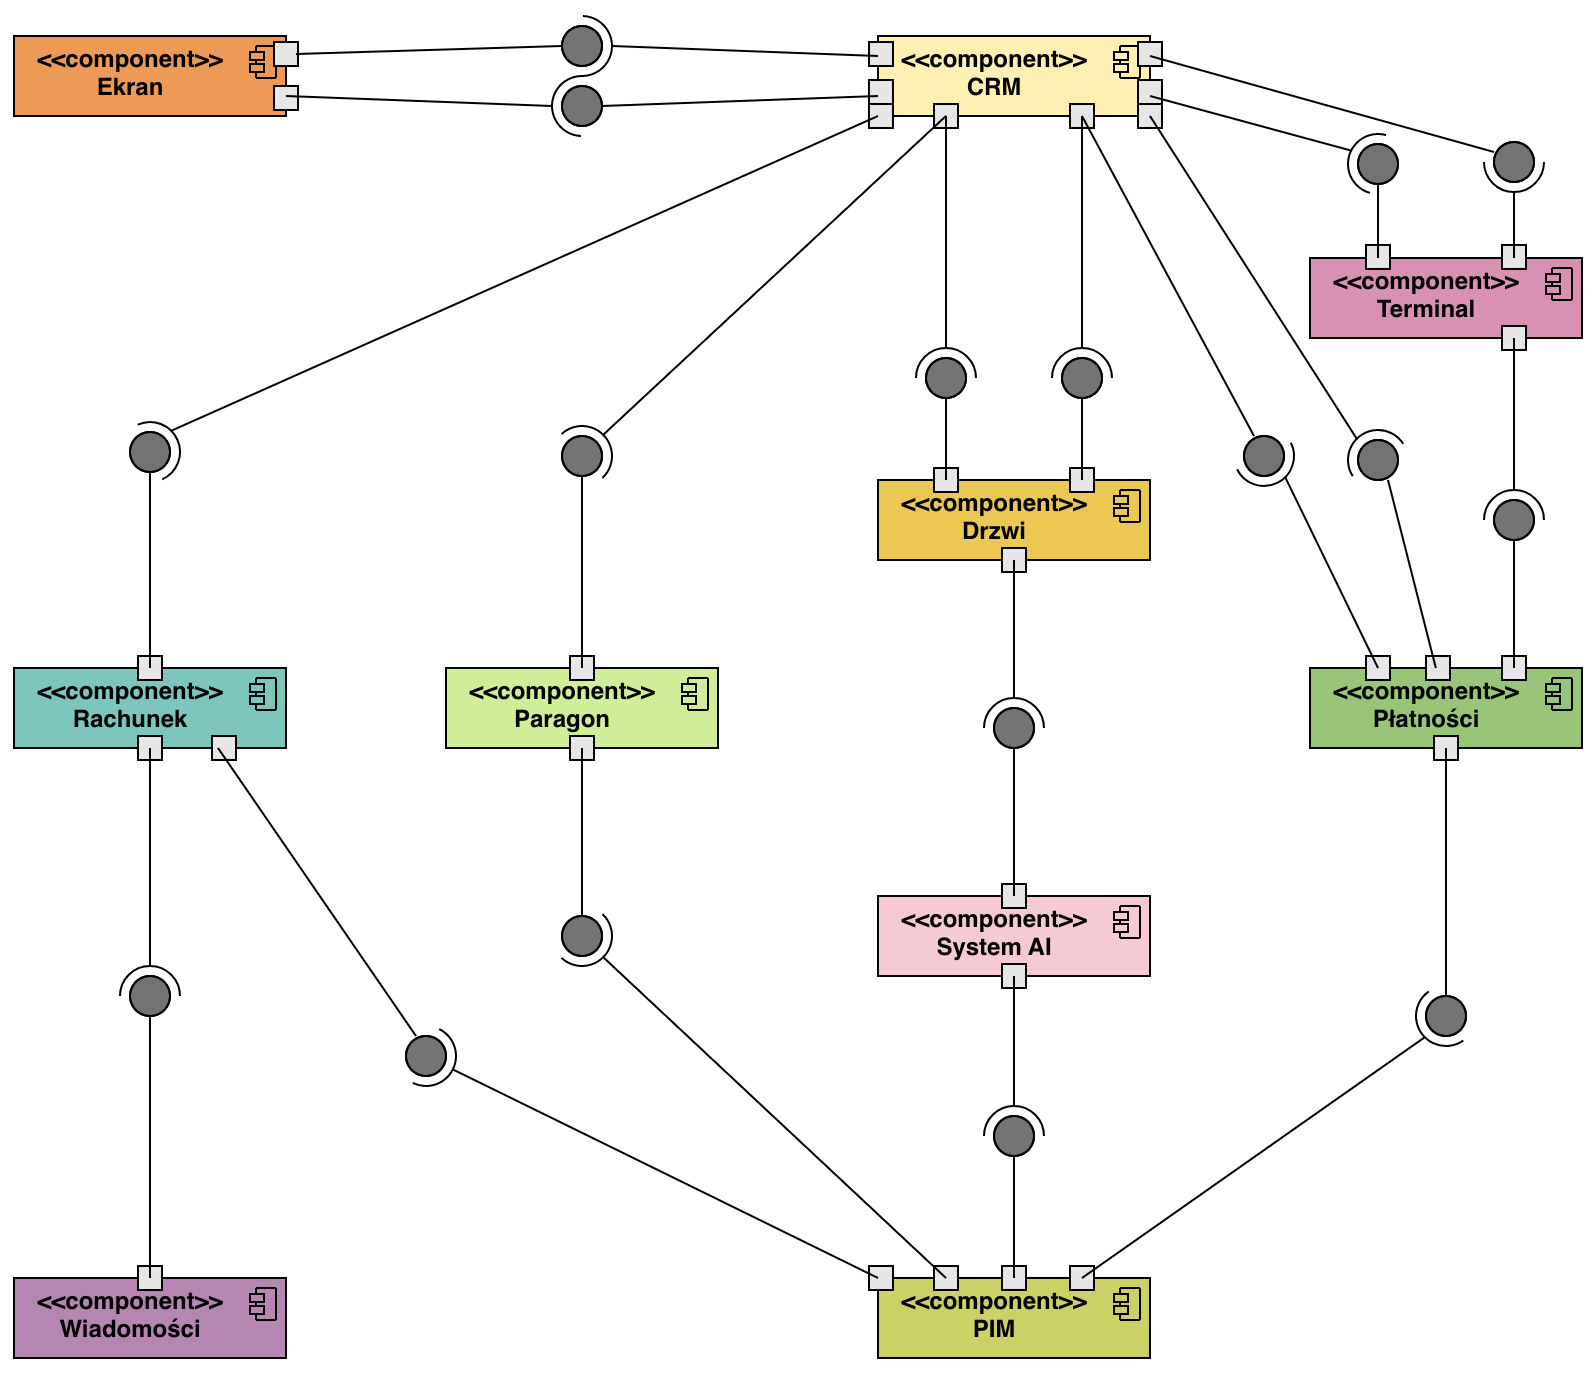 <<component>>
Ekran
<<component>>
CRM
<<component>>
Terminal
<<component>>
Drzwi
<<component>>
Rachunek
<<component>>
Paragon
<<component>>
Płatności
<<component>>
System AI
<<component>>
Wiadomości
<<component>>
PIM